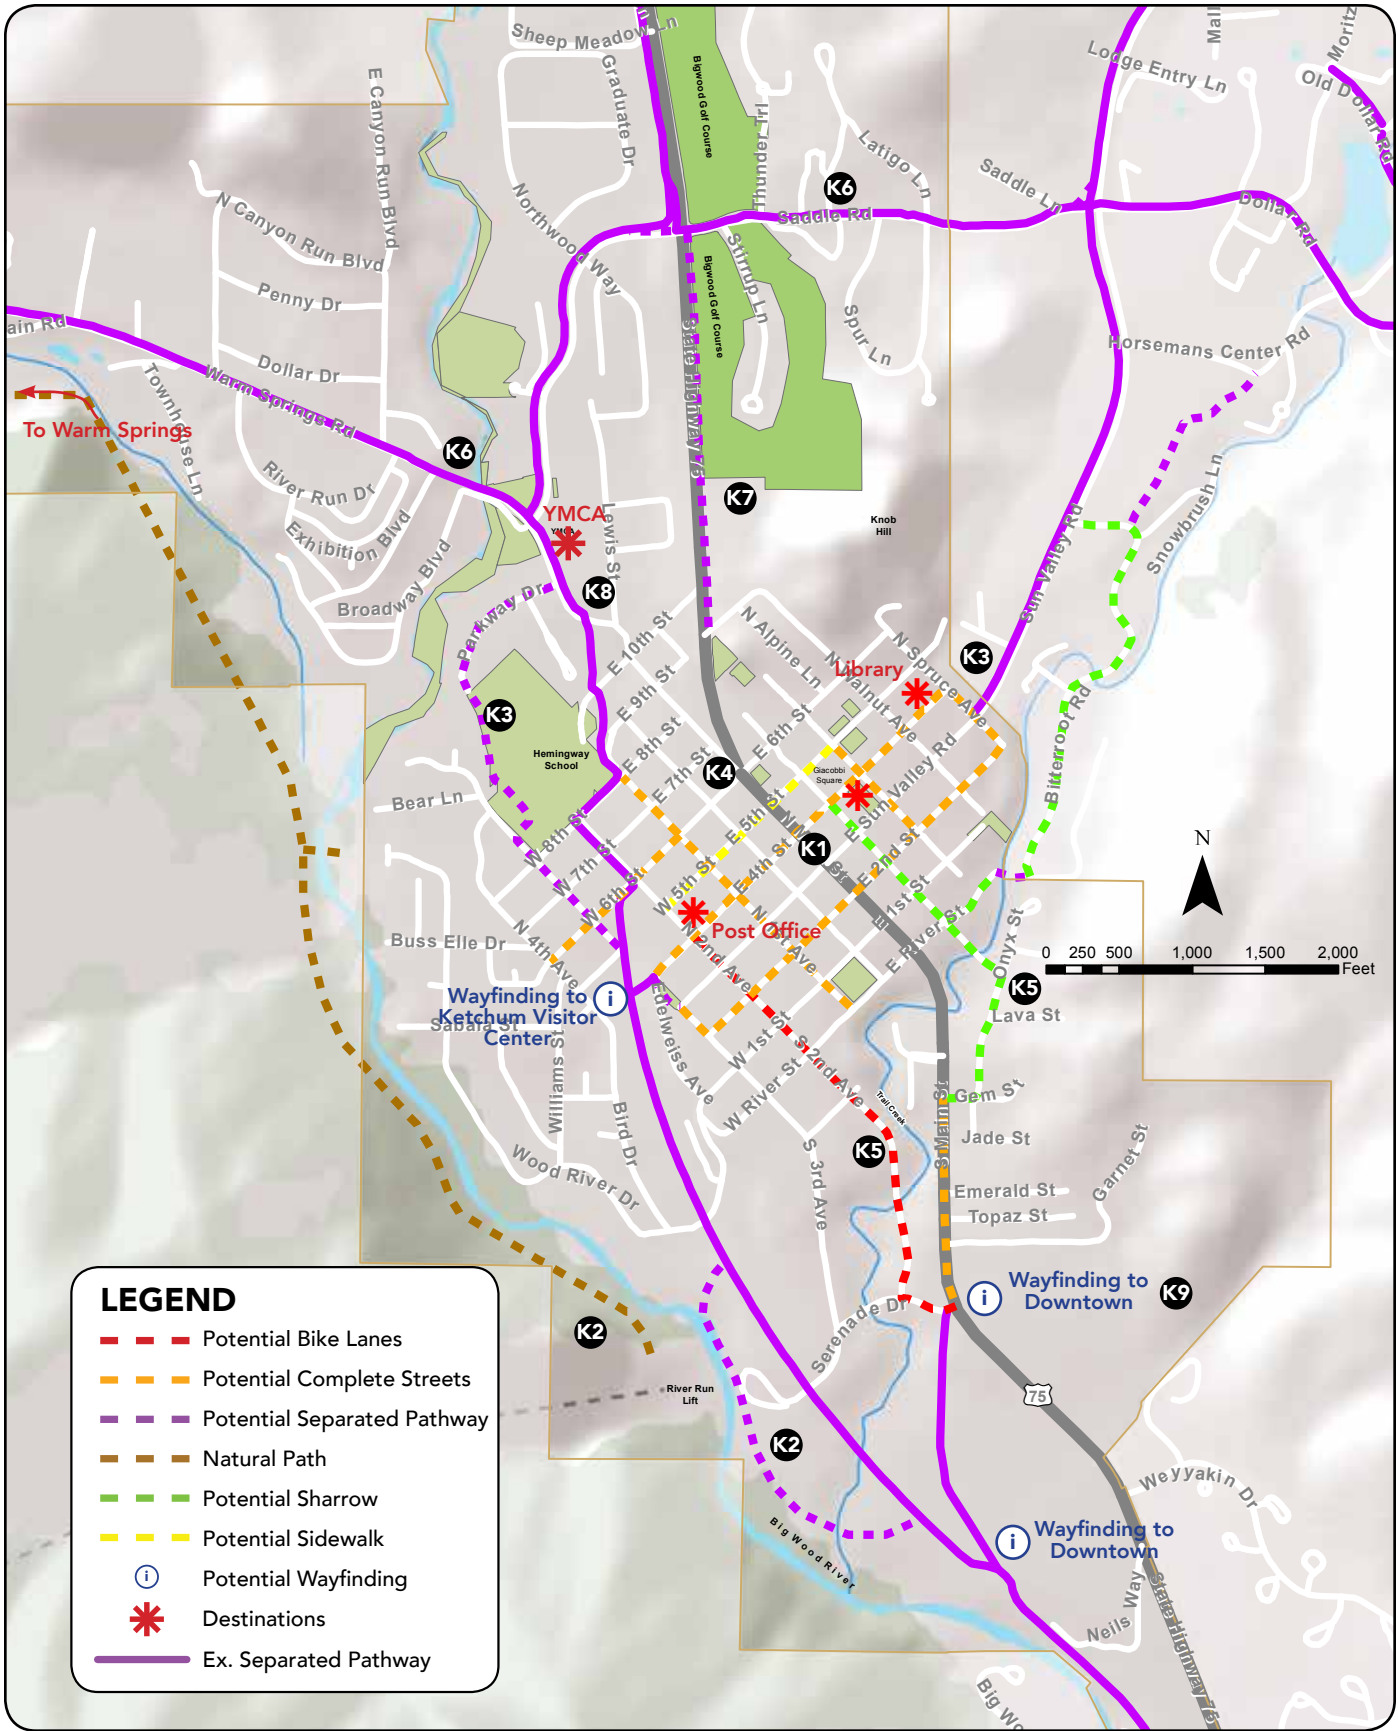 Sheep Meadow Ln
Graduate Dr
E Canyon Run Blvd
Bigwood Golf Course
Thunder Trl
Latigo Ln
Lodge Entry Ln
Moritz
Old Dollar Rd
K6
Saddle Rd
Saddle Ln
Dollar Rd
N Canyon Run Blvd
Northwood Way
Penny Dr
Stirrup Ln
Bigwood Golf Course
Spur Ln
Horsemans Center Rd
ain Rd
Dollar Dr
Warm Springs Rd
Townhouse Ln
State Highway 75
To Warm Springs
K6
River Run Dr
Exhibition Blvd
Broadway Blvd
K7
Knob
Hill
Snowbrush Ln
Sun Valley Rd
YMCA
YMCA
Lewis St
K8
Parkway Dr
E 10th St
N Alpine Ln
N Walnut Ave
N Spruce Ave
Library
K3
K3
E 9th St
E 8th St
E 7th St
E 6th St
Bitterroot Rd
Hemingway
School
K4
Giacobbi
Square
E Sun Valley Rd
Bear Ln
E 5th St
K1
W 8th St
W 7th St
W 6th St
W 5th St
E 4th St
E 2nd St
E 1st St
E River St
N
0 250 500 1,000 1,500 2,000
Feet
Post Office
N 1st Ave
N 2nd Ave
N 4th Ave
Buss Elle Dr
Onyx St
K5
Lava St
Wayfinding to
Ketchum Visitor
Center
Sabala St
Edelweiss Ave
W 1st St
S 2nd Ave
W River St
Williams St
Bird Dr
Wood River Dr
Trail Creek
Gem St
Jade St
S Main St
K5
S 3rd Ave
Emerald St
Topaz St
Garnet St
Wayfinding to
Downtown
K9
Serenade Dr
K2
River Run
Lift
75
K2
Weyyakin Dr
Big Wood River
Wayfinding to
Downtown
Neils Way
State Highway 75
Big Wo
LEGEND
Potential Bike Lanes
Potential Complete Streets
Potential Separated Pathway
Natural Path
Potential Sharrow
Potential Sidewalk
i Potential Wayfinding
Destinations
Ex. Separated Pathway